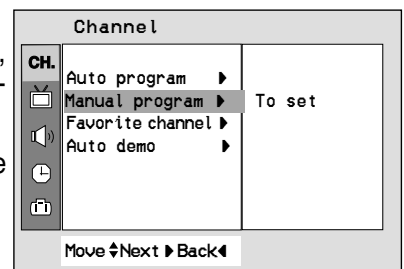 Channel
CH.
Auto program ▶
Manual program ▶ To set
Favorite channel ▶
Auto demo ▶
Move ▲▼ Next ▶ Back ◀